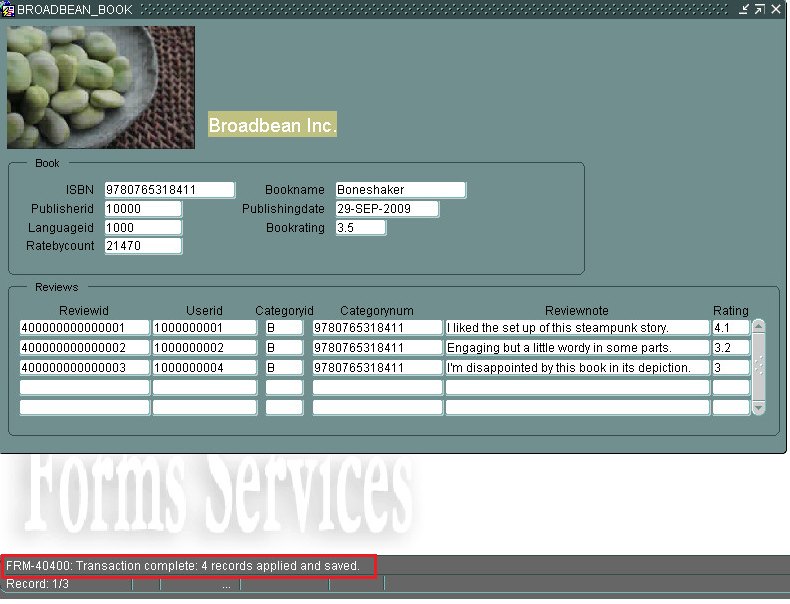 BROADBEAN_BOOK
Broadbean Inc.
Book
ISBN 9780765318411 Bookname Boneshaker
Publisherid 10000 Publishingdate 29-SEP-2009
Languageid 1000 Bookrating 3.5
Ratebycount 21470
Reviews
Reviewid Userid Categoryid Categorynum Reviewnote Rating
400000000000001 1000000001 B 9780765318411 I liked the set up of this steampunk story. 4.1
400000000000002 1000000002 B 9780765318411 Engaging but a little wordy in some parts. 3.2
400000000000003 1000000004 B 9780765318411 I'm disappointed by this book in its depiction. 3
Forms Services
FRM-40400: Transaction complete: 4 records applied and saved.
Record: 1/3 ...